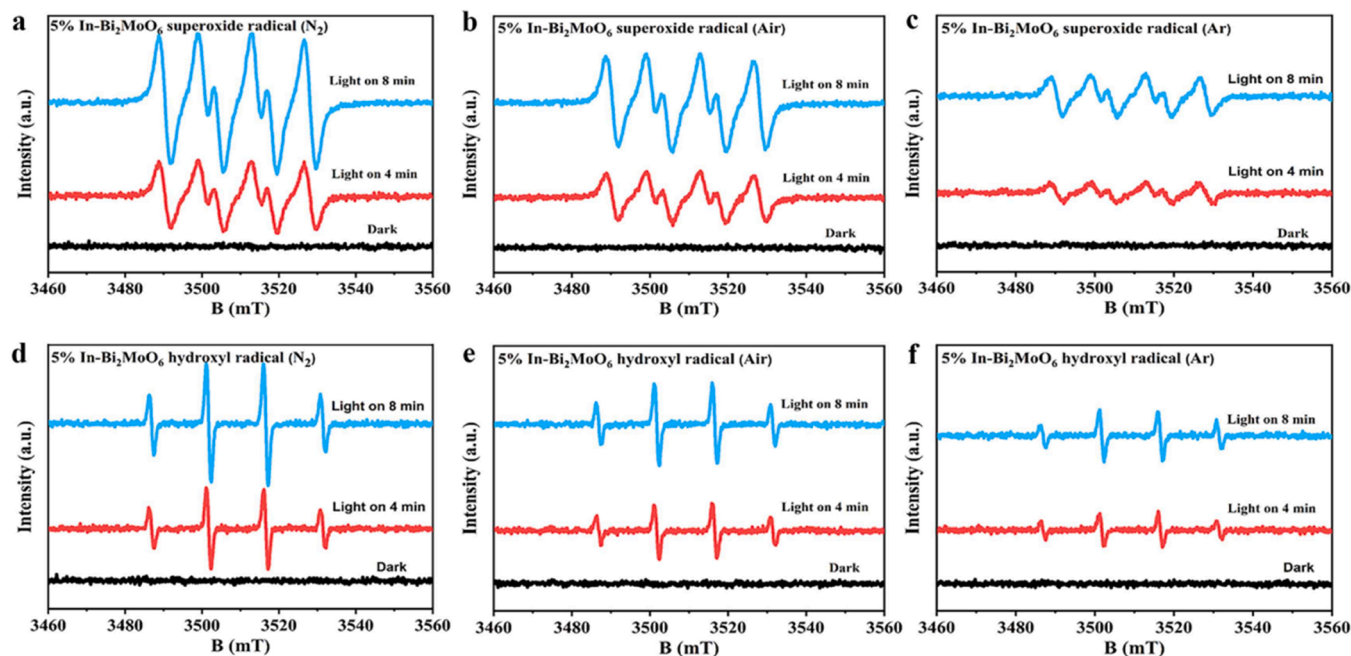 a
5% In-Bi₂MoO₆ superoxide radical (N₂)
Light on 8 min
Light on 4 min
Dark
Intensity (a.u.)
3460 3480 3500 3520 3540 3560
B (mT)
b
5% In-Bi₂MoO₆ superoxide radical (Air)
Light on 8 min
Light on 4 min
Dark
Intensity (a.u.)
3460 3480 3500 3520 3540 3560
B (mT)
c
5% In-Bi₂MoO₆ superoxide radical (Ar)
Light on 8 min
Light on 4 min
Dark
Intensity (a.u.)
3460 3480 3500 3520 3540 3560
B (mT)
d
5% In-Bi₂MoO₆ hydroxyl radical (N₂)
Light on 8 min
Light on 4 min
Dark
Intensity (a.u.)
3460 3480 3500 3520 3540 3560
B (mT)
e
5% In-Bi₂MoO₆ hydroxyl radical (Air)
Light on 8 min
Light on 4 min
Dark
Intensity (a.u.)
3460 3480 3500 3520 3540 3560
B (mT)
f
5% In-Bi₂MoO₆ hydroxyl radical (Ar)
Light on 8 min
Light on 4 min
Dark
Intensity (a.u.)
3460 3480 3500 3520 3540 3560
B (mT)